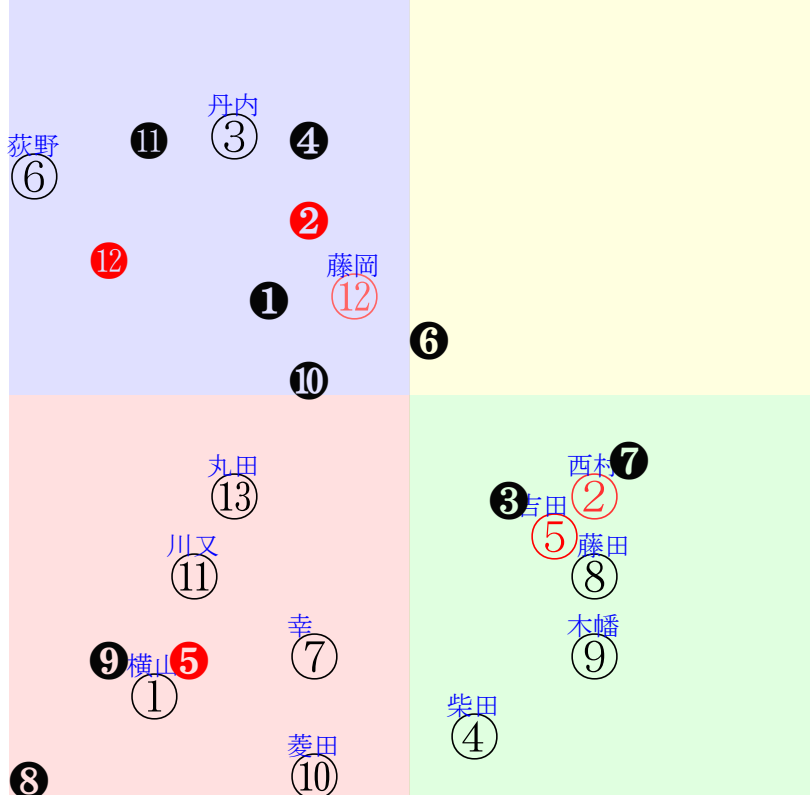 丹内
荻野
⓫
③
❹
⑥
❷
⓬
藤岡
⑫
❶
❻
❿
丸田
西村
❼
⑬
❸
吉田
②
川又
⑤
藤田
⑪
⑧
幸
木幡
❾
横山
❺
⑦
⑨
①
柴田
④
菱田
⑩
❽